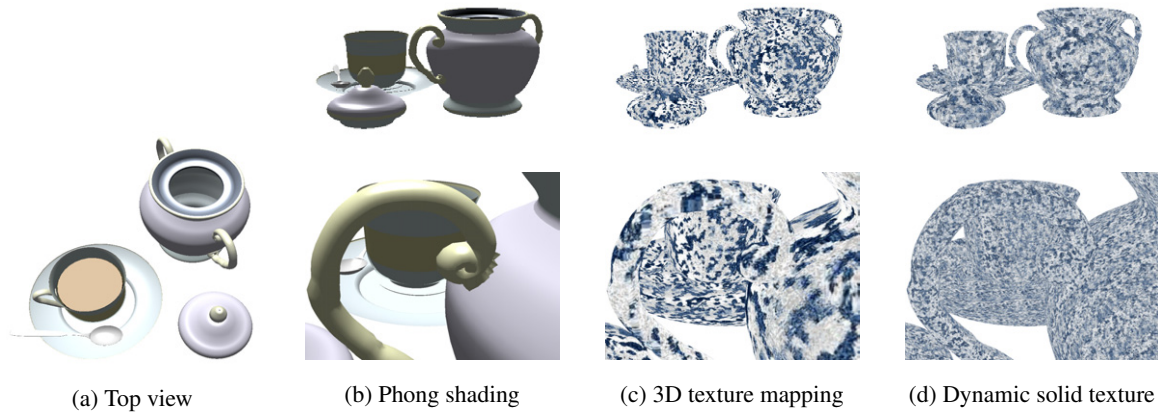 (a) Top view
(b) Phong shading
(c) 3D texture mapping
(d) Dynamic solid texture